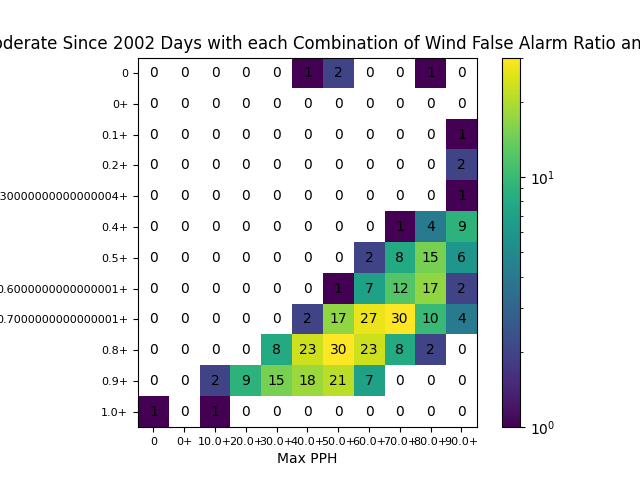 oderate Since 2002 Days with each Combination of Wind False Alarm Ratio an
0 0 0 0 0 0 1 2 0 0 1 0
0+ 0 0 0 0 0 0 0 0 0 0 0
0.1+ 0 0 0 0 0 0 0 0 0 0 1
0.2+ 0 0 0 0 0 0 0 0 0 0 2
30000000000000004+ 0 0 0 0 0 0 0 0 0 0 1
0.4+ 0 0 0 0 0 0 0 0 1 4 9
0.5+ 0 0 0 0 0 0 0 2 8 15 6
0.6000000000000001+ 0 0 0 0 0 0 1 7 12 17 2
0.7000000000000001+ 0 0 0 0 0 2 17 27 30 10 4
0.8+ 0 0 0 0 8 23 30 23 8 2 0
0.9+ 0 0 2 9 15 18 21 7 0 0 0
1.0+ 1 0 1 0 0 0 0 0 0 0 0
0 0+ 10.0+ 20.0+ 30.0+ 40.0+ 50.0+ 60.0+ 70.0+ 80.0+ 90.0+
Max PPH
10¹
10⁰